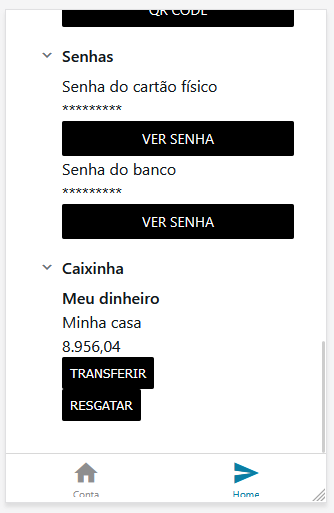 QR CODE
Senhas
Senha do cartão físico
*********
VER SENHA
Senha do banco
*********
VER SENHA
Caixinha
Meu dinheiro
Minha casa
8.956,04
TRANSFERIR
RESGATAR
Conta
Home